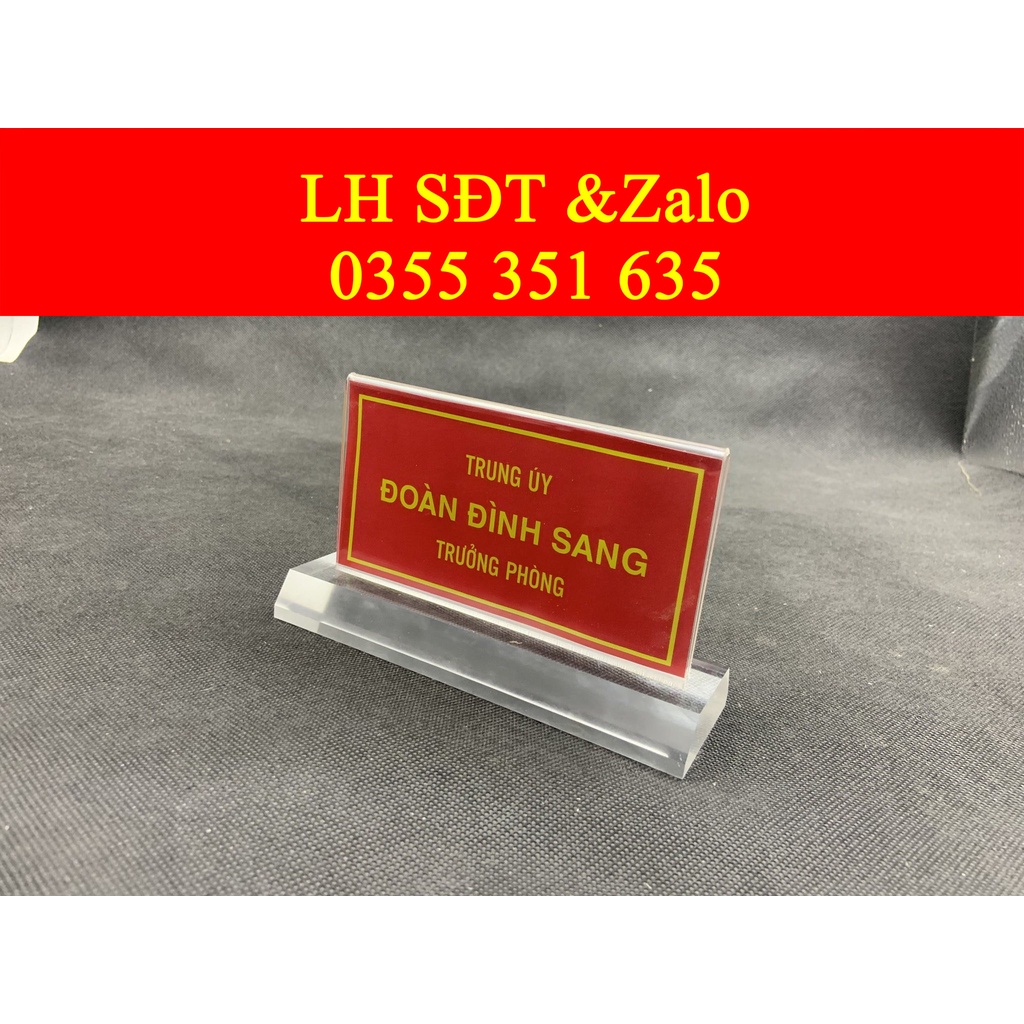 LH SĐT &Zalo
0355 351 635
TRUNG ÚY
ĐOÀN ĐÌNH SANG
TRƯỞNG PHÒNG